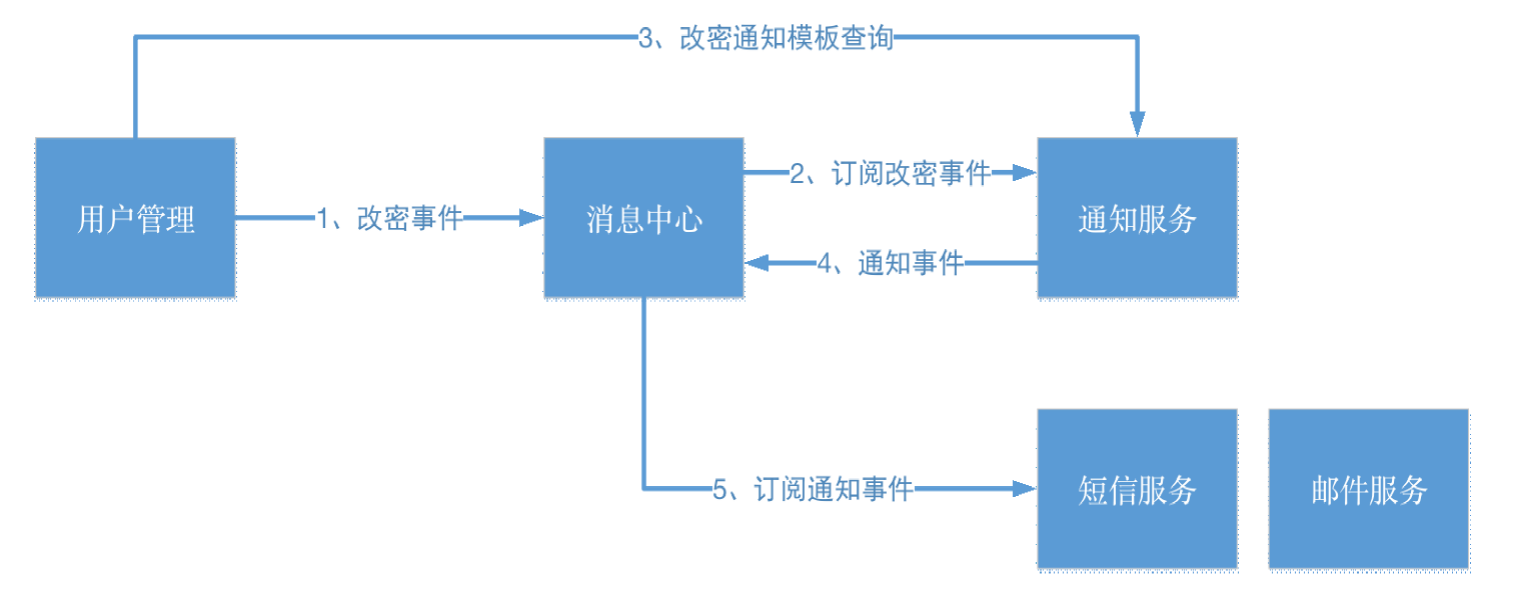 3、改密通知模板查询
2、订阅改密事件
用户管理
1、改密事件
消息中心
通知服务
4、通知事件
5、订阅通知事件
短信服务
邮件服务